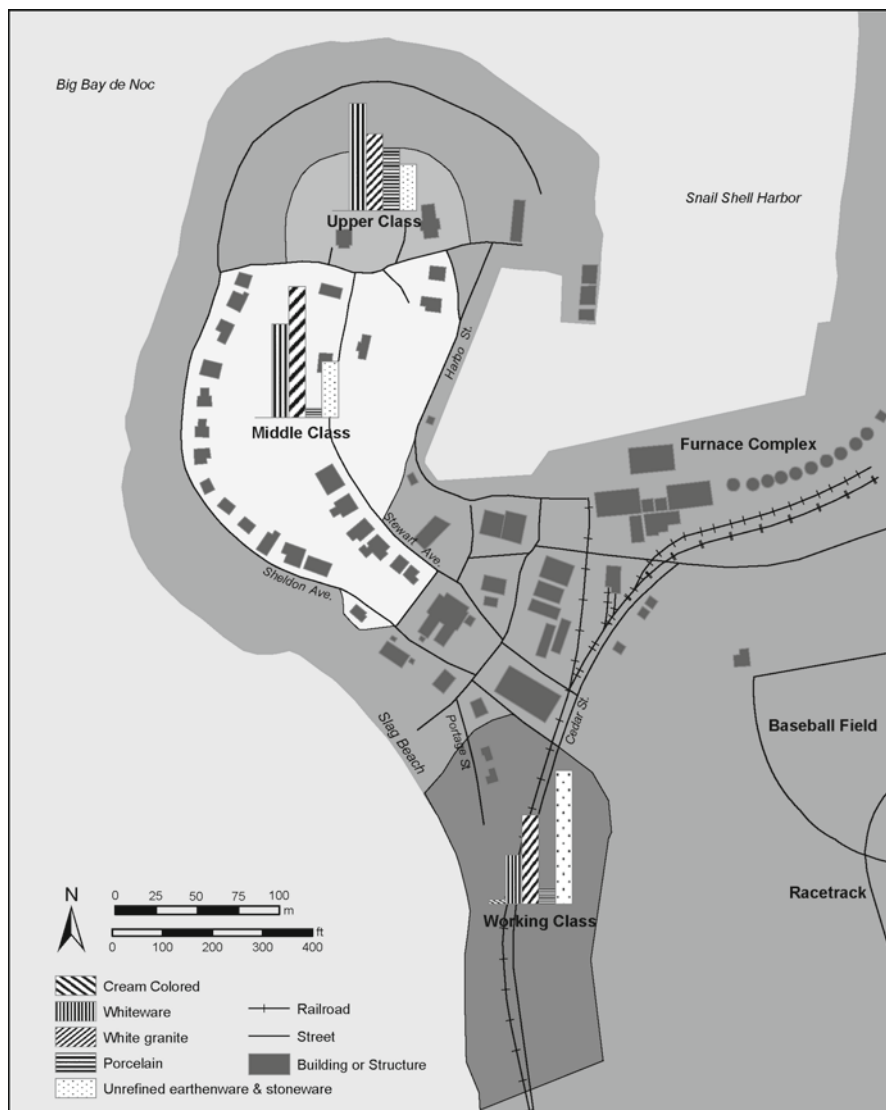 Big Bay de Noc
Snail Shell Harbor
Upper Class
Harbo St.
Middle Class
Furnace Complex
Stewart Ave.
Sheldon Ave.
Slag Beach
Portage St.
Cedar St.
Baseball Field
Racetrack
Working Class
N
0 25 50 75 100
m
ft
0 100 200 300 400
Cream Colored
Whiteware
White granite
Porcelain
Unrefined earthenware & stoneware
Railroad
Street
Building or Structure